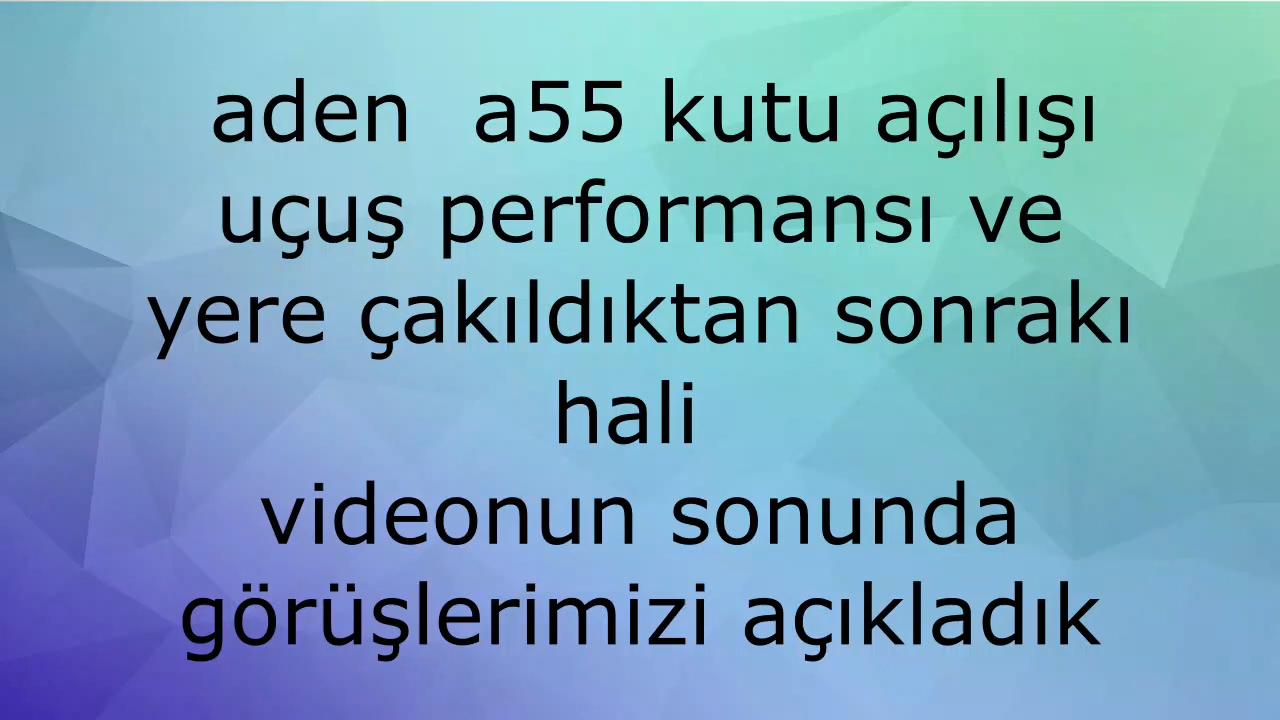 aden  a55 kutu açılışı
uçuş performansı ve
yere çakıldıktan sonrakı
hali
videonun sonunda
görüşlerimizi açıkladık